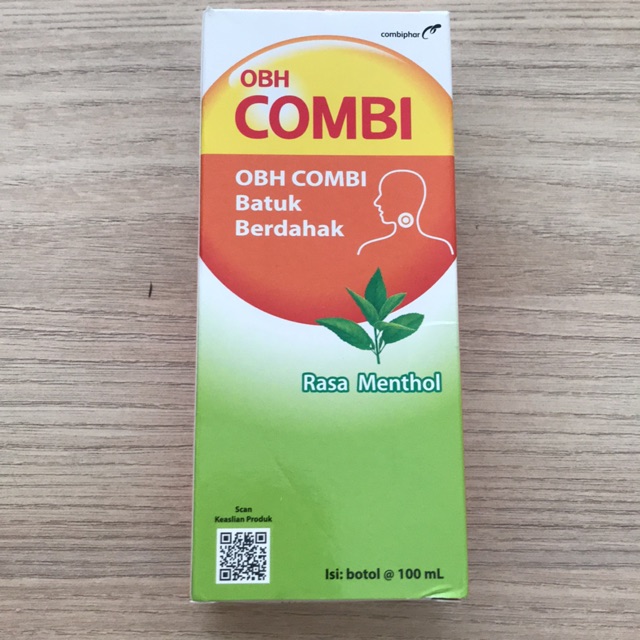 combiphar
OBH
COMBI
OBH COMBI
Batuk
Berdahak
Rasa Menthol
Scan
Keaslian Produk
Isi: botol @ 100 mL